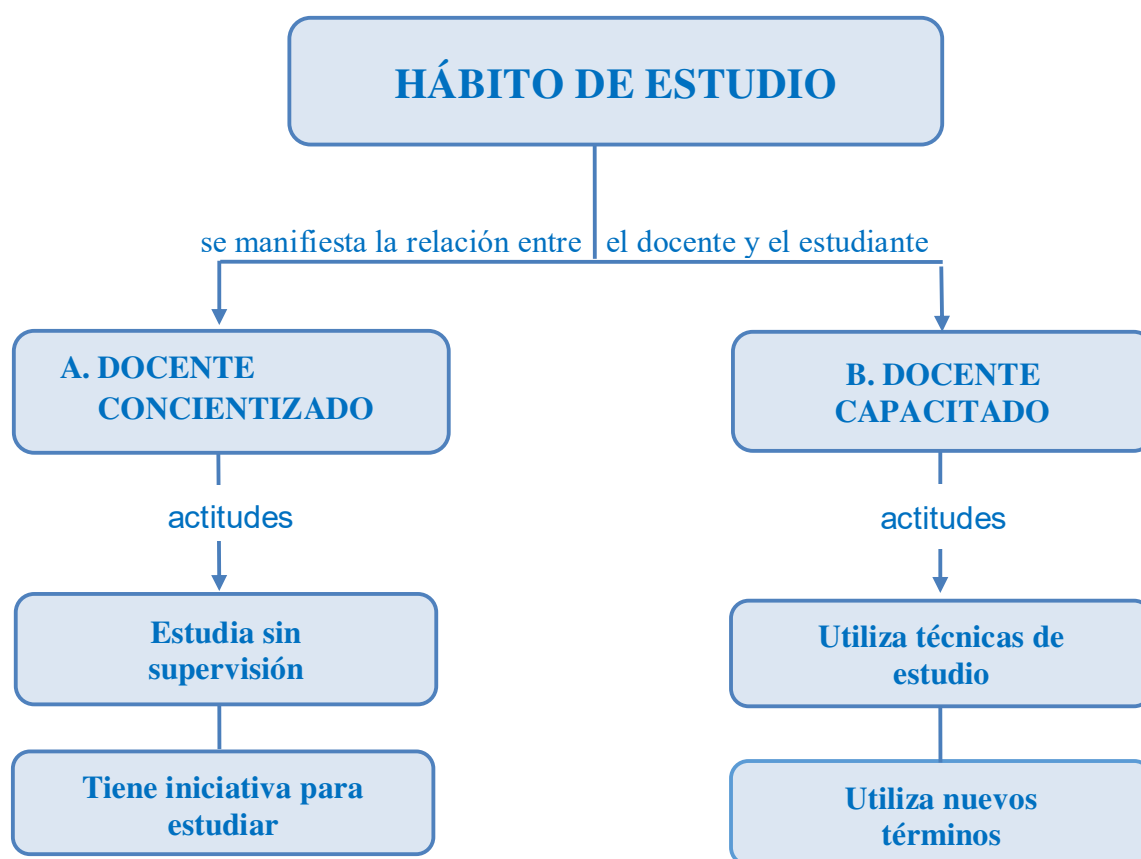 HÁBITO DE ESTUDIO
se manifiesta la relación entre el docente y el estudiante
A. DOCENTE
CONCIENTIZADO
B. DOCENTE
CAPACITADO
actitudes
actitudes
Estudia sin
supervisión
Utiliza técnicas de
estudio
Tiene iniciativa para
estudiar
Utiliza nuevos
términos